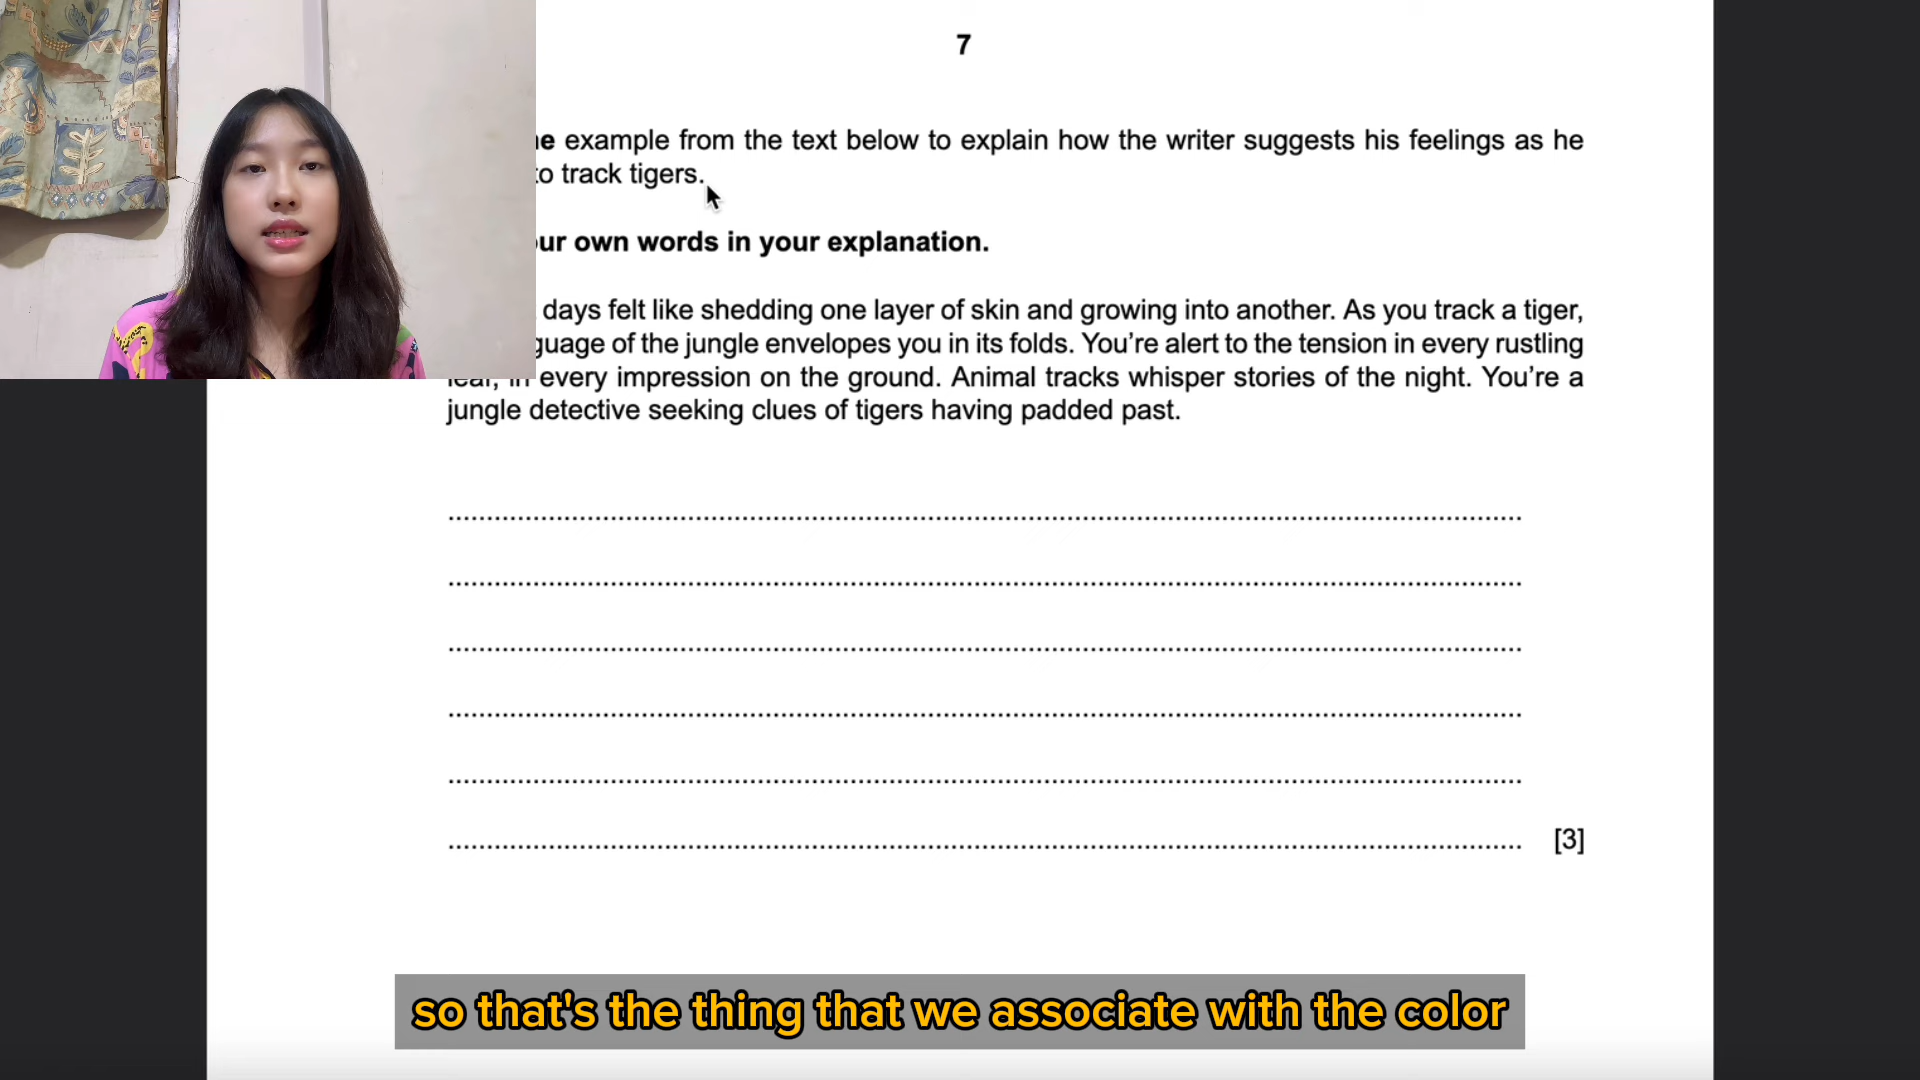 7
example from the text below to explain how the writer suggests his feelings as he
to track tigers.
own words in your explanation.
days felt like shedding one layer of skin and growing into another. As you track a tiger,
of the jungle envelopes you in its folds. You’re alert to the tension in every rustling
every impression on the ground. Animal tracks whisper stories of the night. You’re a
jungle detective seeking clues of tigers having padded past.
[3]
so that's the thing that we associate with the color